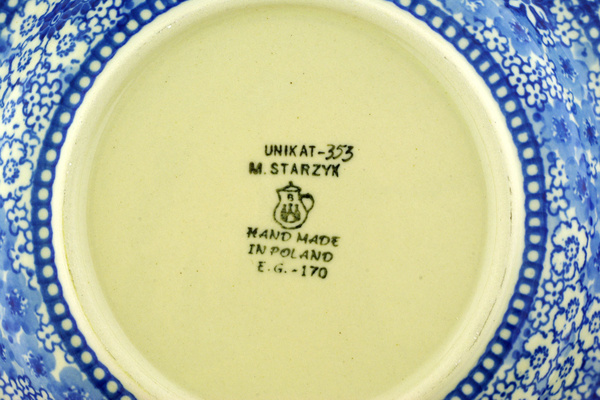 UNIKAT-353
M. STARZYK
HAND MADE
IN POLAND
E.G.-170